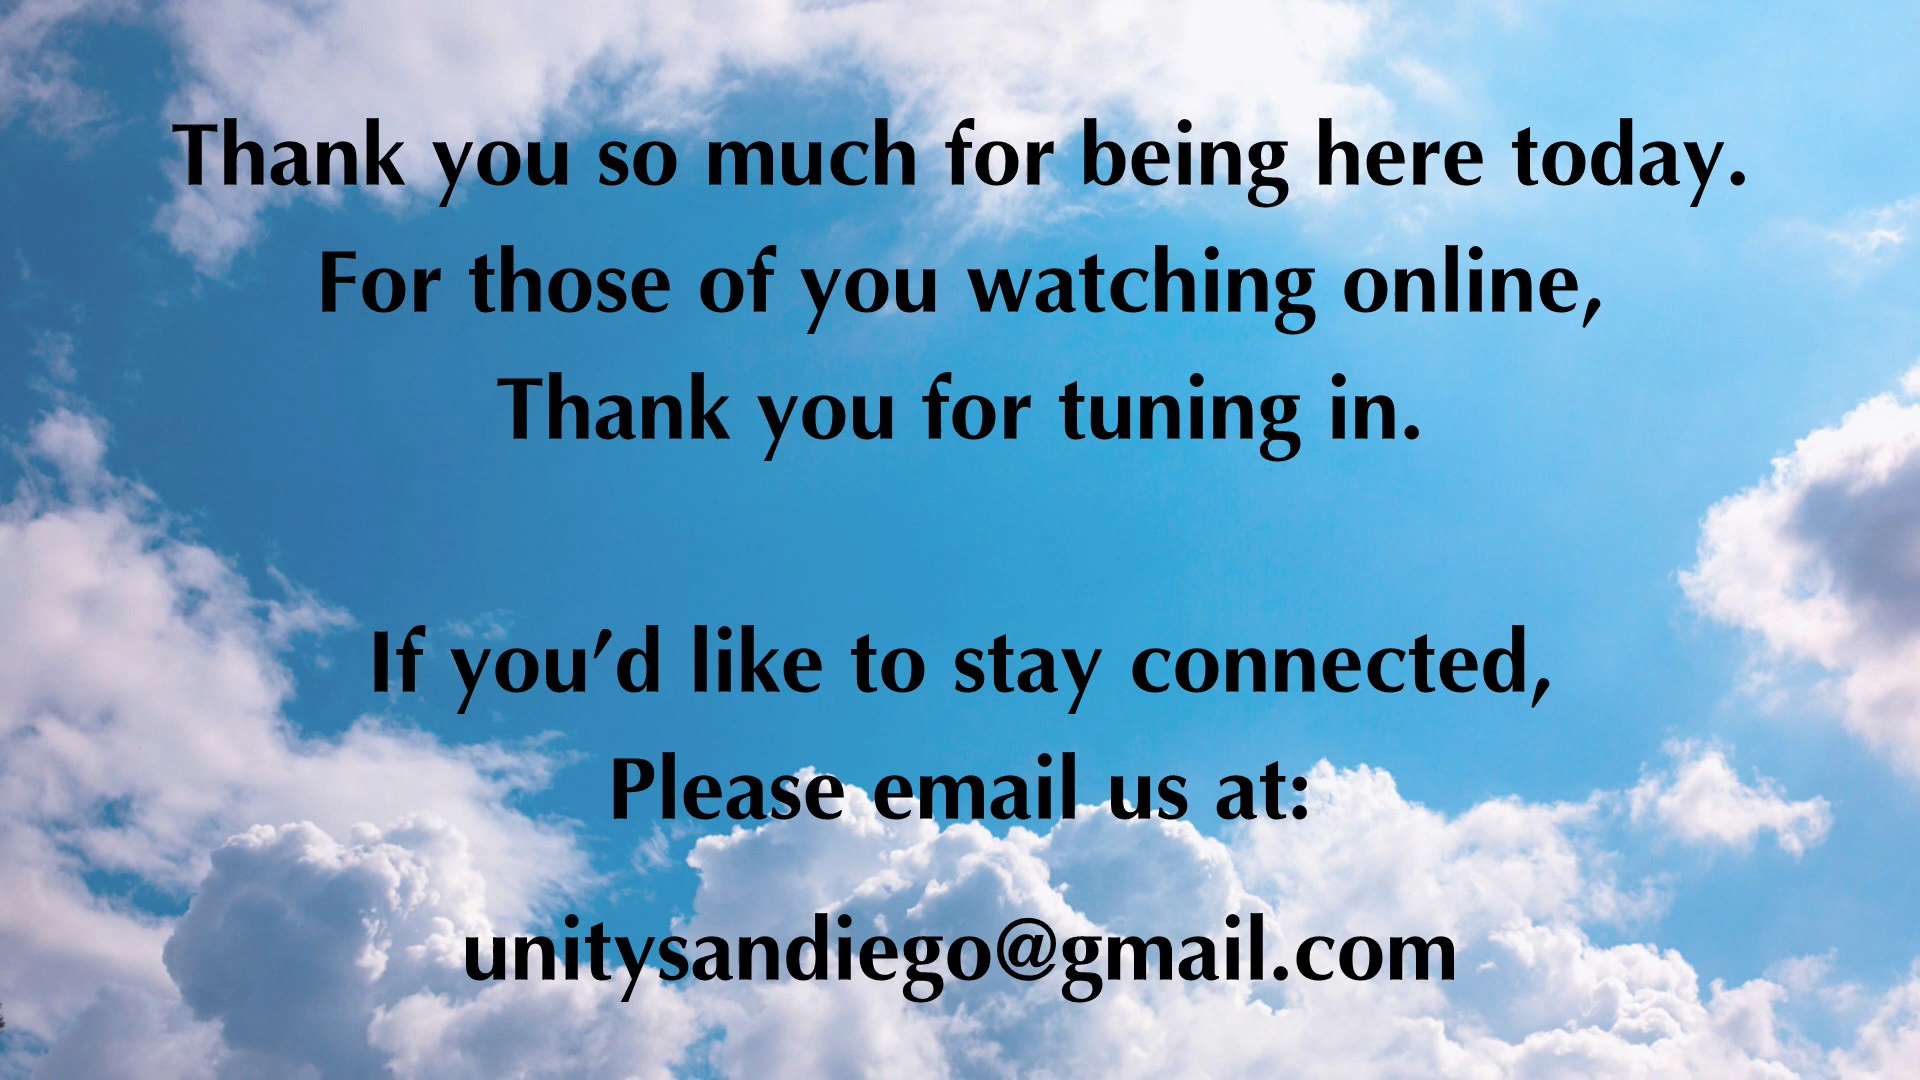 Thank you so much for being here today.
For those of you watching online,
Thank you for tuning in.
If you’d like to stay connected,
Please email us at:
unitysandiego@gmail.com